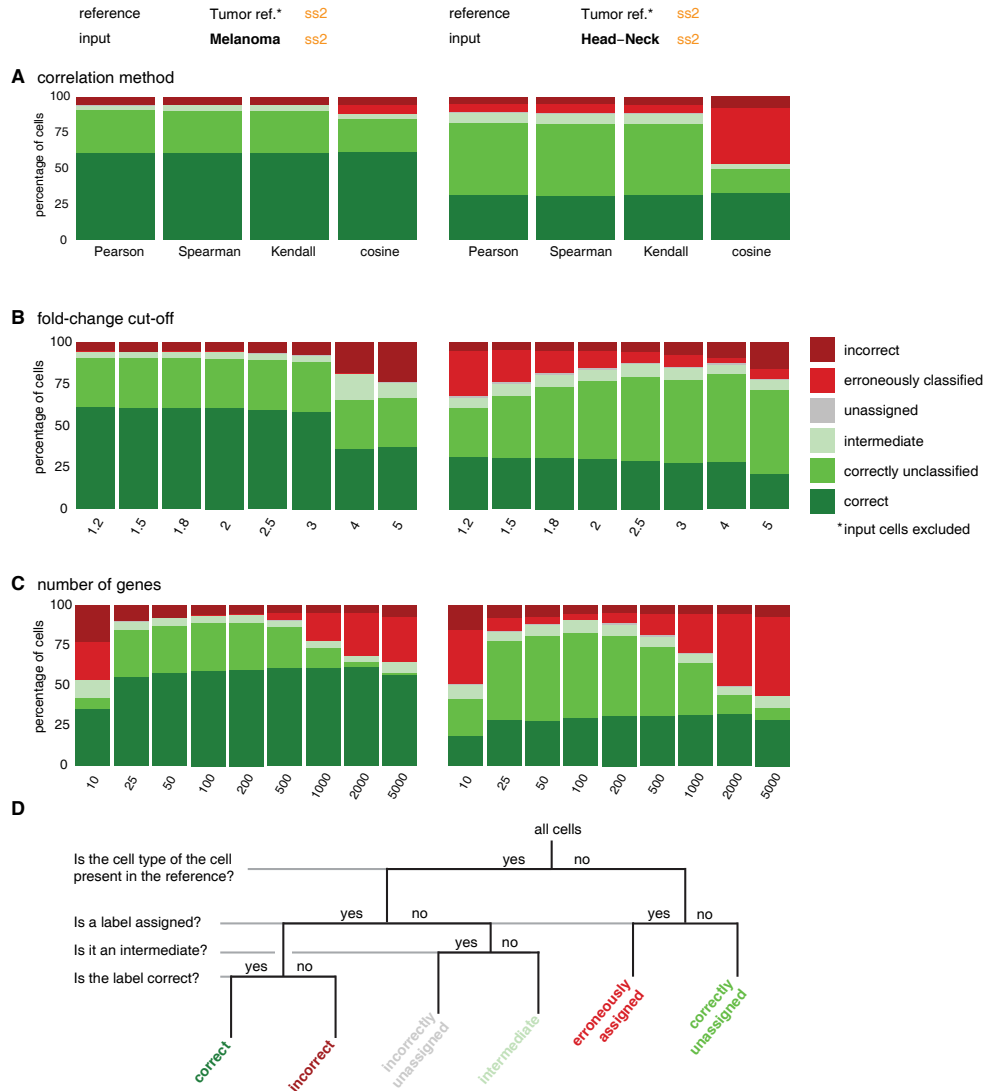 reference Tumor ref.* ss2 reference Tumor ref.* ss2
input Melanoma ss2 input Head–Neck ss2
A correlation method
percentage of cells
100
75
50
25
0
Pearson Spearman Kendall cosine Pearson Spearman Kendall cosine
B fold-change cut-off
percentage of cells
100
75
50
25
0
1.2 1.5 1.8 2 2.5 3 4 5 1.2 1.5 1.8 2 2.5 3 4 5
incorrect
erroneously classified
unassigned
intermediate
correctly unclassified
correct
*input cells excluded
C number of genes
percentage of cells
100
75
50
25
0
10 25 50 100 200 500 1000 2000 5000 10 25 50 100 200 500 1000 2000 5000
D
all cells
Is the cell type of the cell
present in the reference?
yes no
Is a label assigned?
yes no yes no
Is it an intermediate?
yes no
Is the label correct?
yes no
correct
incorrect
incorrectly
unassigned
intermediate
erroneously
assigned
correctly
unassigned